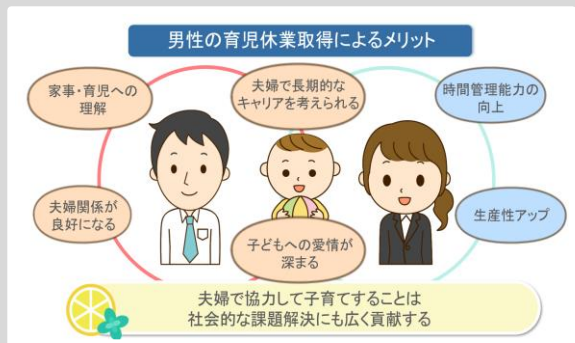 男性の育児休業取得によるメリット
家事・育児への
理解
夫婦で長期的な
キャリアを考えられる
時間管理能力の
向上
夫婦関係が
良好になる
子どもへの愛情が
深まる
生産性アップ
夫婦で協力して子育てすることは
社会的な課題解決にも広く貢献する